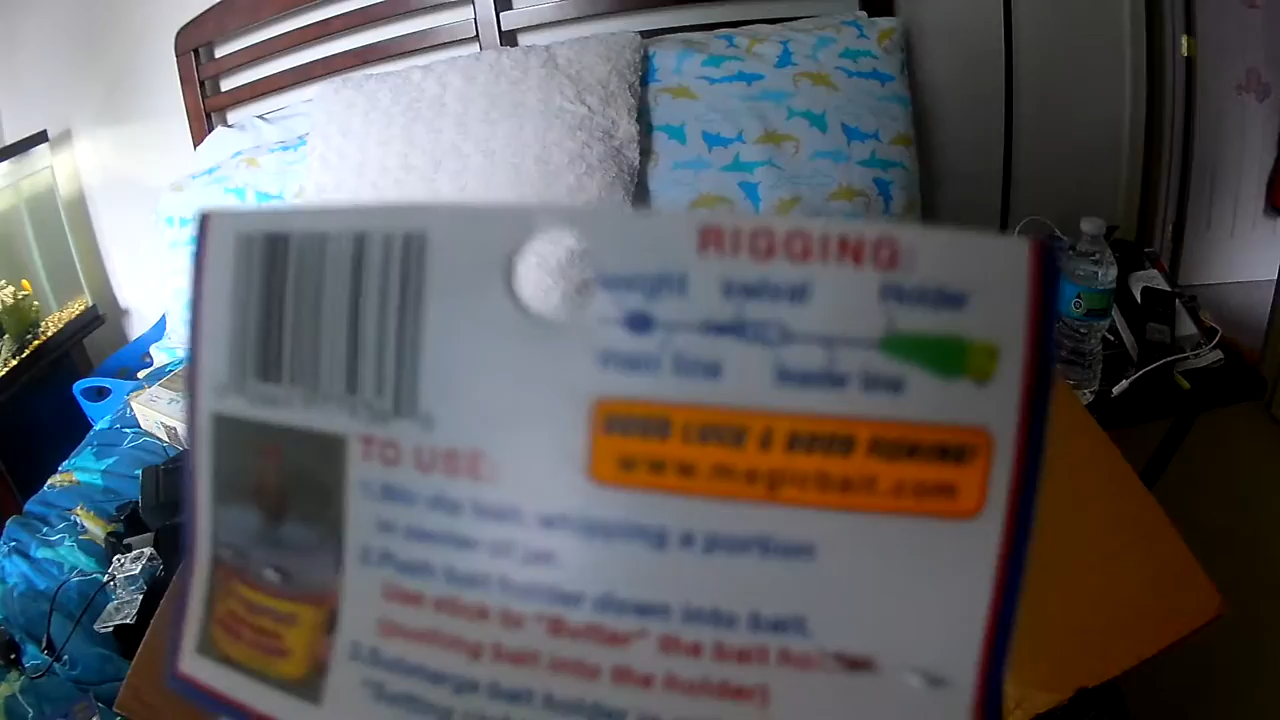 RIGGING:
weight swivel Holder
main line leader line
GOOD LUCK & GOOD FISHING!
www.magicbait.com
TO USE:
1. Stir the bait, whipping a portion
in center of jar.
2. Push bait holder down into bait.
Use stick to "Butter" the bait holder
(pushing bait into the holder)
3. Submerge bait holder